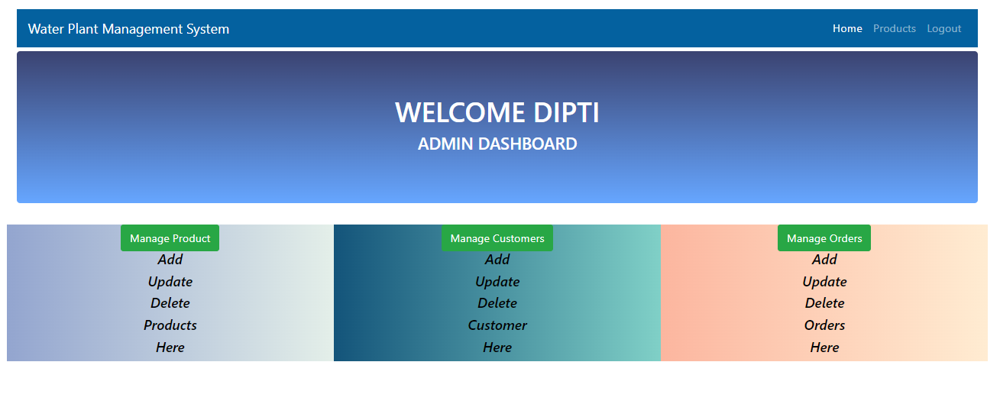 Water Plant Management System
Home Products Logout
WELCOME DIPTI
ADMIN DASHBOARD
Manage Product
Add
Update
Delete
Products
Here
Manage Customers
Add
Update
Delete
Customer
Here
Manage Orders
Add
Update
Delete
Orders
Here